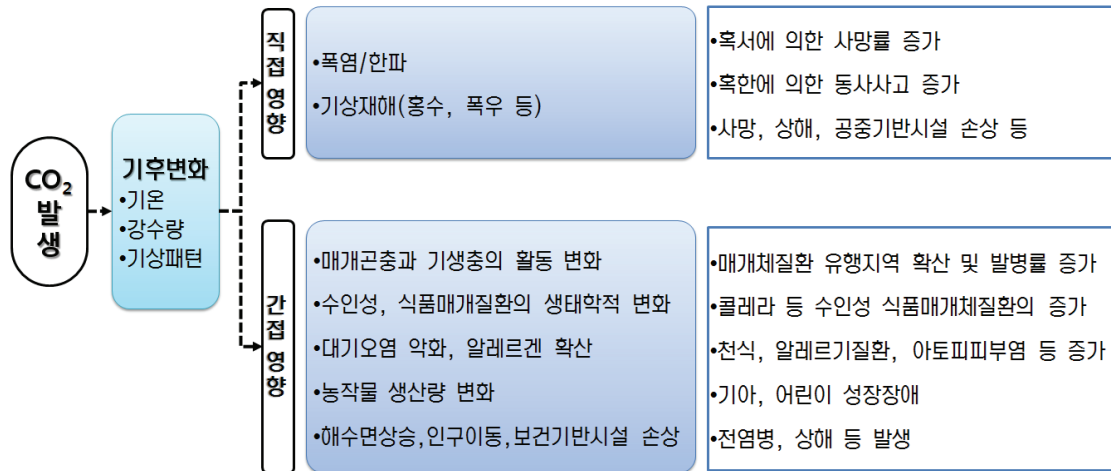 CO₂
발
생
기후변화
•기온
•강수량
•기상패턴
직
접
영
향
•폭염/한파
•기상재해(홍수, 폭우 등)
•혹서에 의한 사망률 증가
•혹한에 의한 동사사고 증가
•사망, 상해, 공중기반시설 손상 등
간
접
영
향
•매개곤충과 기생충의 활동 변화
•수인성, 식품매개질환의 생태학적 변화
•대기오염 악화, 알레르겐 확산
•농작물 생산량 변화
•해수면상승,인구이동,보건기반시설 손상
•매개체질환 유행지역 확산 및 발병률 증가
•콜레라 등 수인성 식품매개체질환의 증가
•천식, 알레르기질환, 아토피피부염 등 증가
•기아, 어린이 성장장애
•전염병, 상해 등 발생